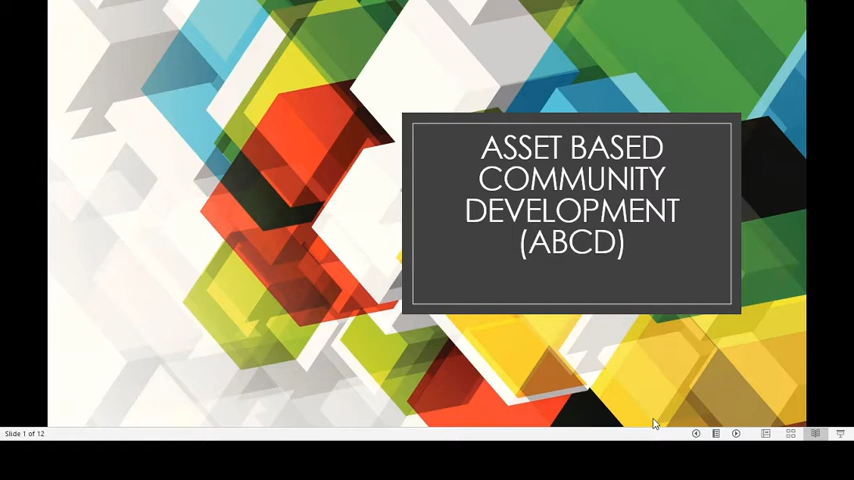 ASSET BASED
COMMUNITY
DEVELOPMENT
(ABCD)
Slide 1 of 12